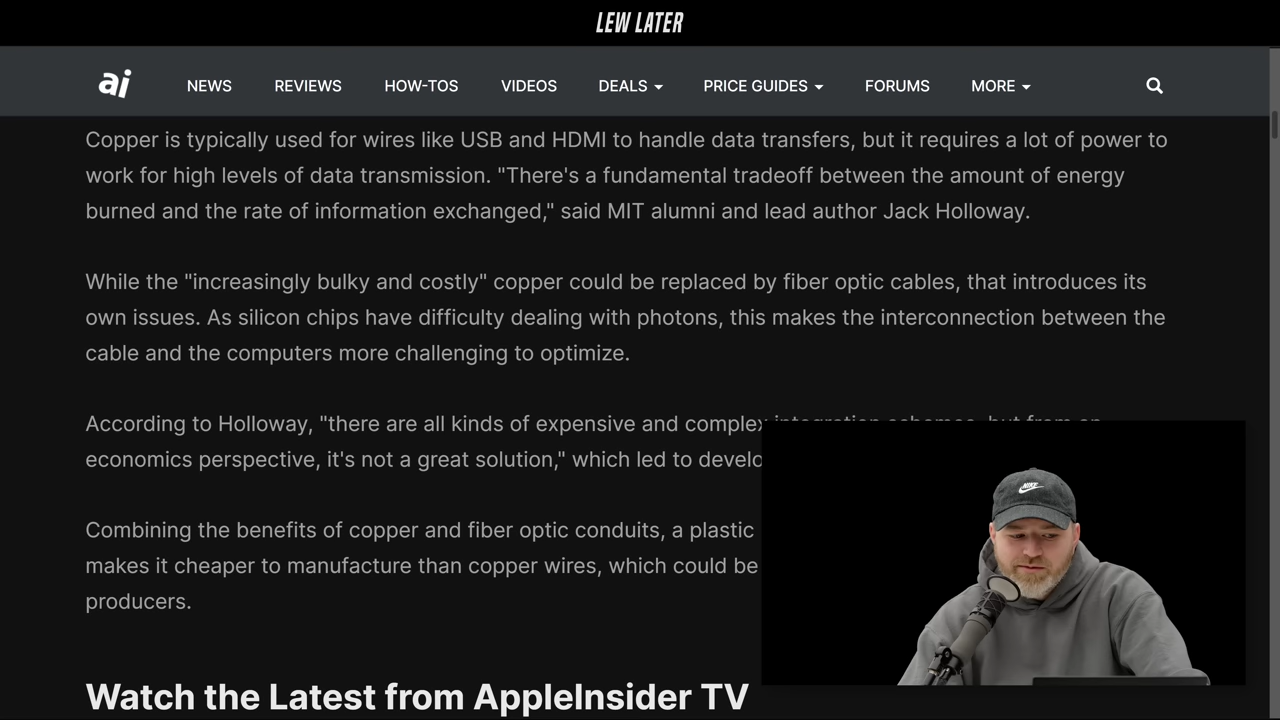 LEW LATER
ai NEWS REVIEWS HOW-TOS VIDEOS DEALS PRICE GUIDES FORUMS MORE
Copper is typically used for wires like USB and HDMI to handle data transfers, but it requires a lot of power to
work for high levels of data transmission. "There's a fundamental tradeoff between the amount of energy
burned and the rate of information exchanged," said MIT alumni and lead author Jack Holloway.
While the "increasingly bulky and costly" copper could be replaced by fiber optic cables, that introduces its
own issues. As silicon chips have difficulty dealing with photons, this makes the interconnection between the
cable and the computers more challenging to optimize.
According to Holloway, "there are all kinds of expensive and complex integration schemes, but from an
economics perspective, it's not a great solution," which led to develo
Combining the benefits of copper and fiber optic conduits, a plastic
makes it cheaper to manufacture than copper wires, which could be
producers.
NIKE
Watch the Latest from AppleInsider TV